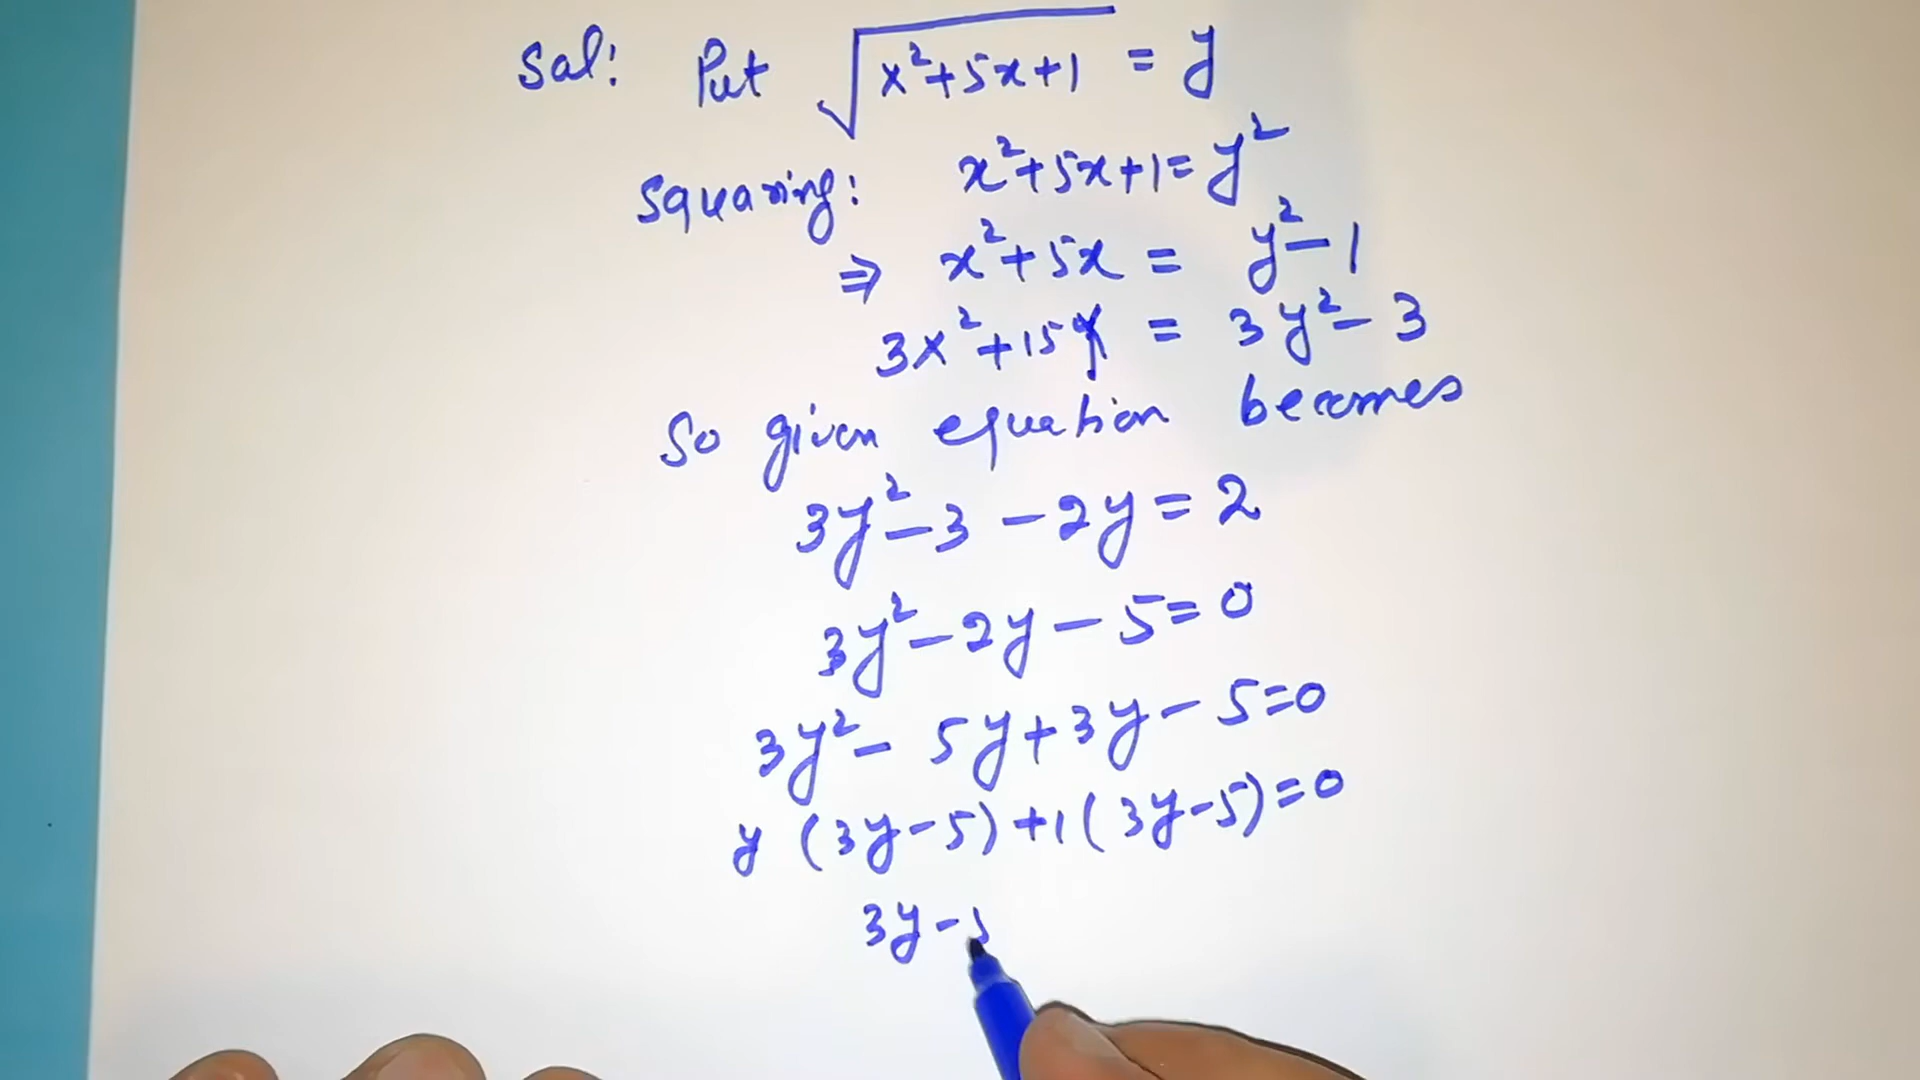 Sol: Put √(x²+5x+1) = y
Squaring: x²+5x+1=y²
⇒ x²+5x = y²-1
3x²+15x = 3y²-3
So given equation becomes
3y²-3-2y=2
3y²-2y-5=0
3y²-5y+3y-5=0
y(3y-5)+1(3y-5)=0
3y-